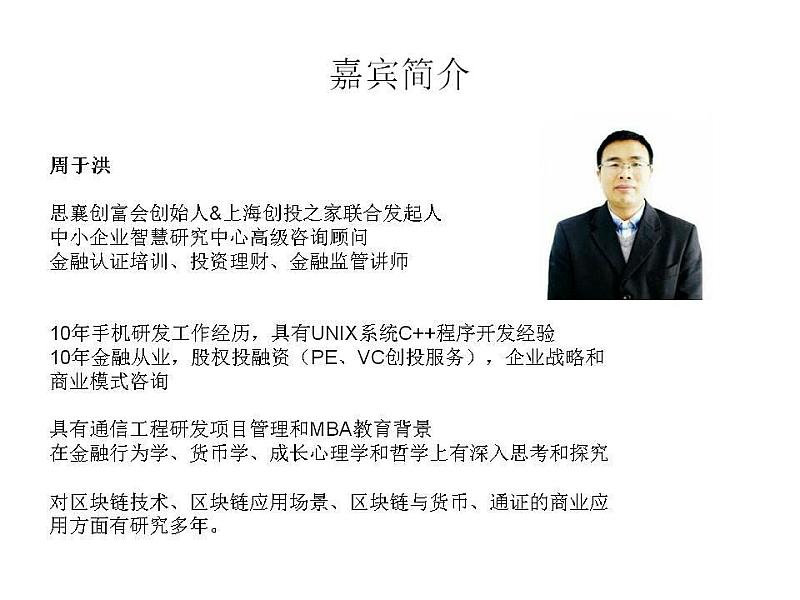 嘉宾简介
周于洪
思襄创富会创始人&上海创投之家联合发起人
中小企业智慧研究中心高级咨询顾问
金融认证培训、投资理财、金融监管讲师
10年手机研发工作经历，具有UNIX系统C++程序开发经验
10年金融从业，股权投融资（PE、VC创投服务），企业战略和
商业模式咨询
具有通信工程研发项目管理和MBA教育背景
在金融行为学、货币学、成长心理学和哲学上有深入思考和探究
对区块链技术、区块链应用场景、区块链与货币、通证的商业应
用方面有研究多年。